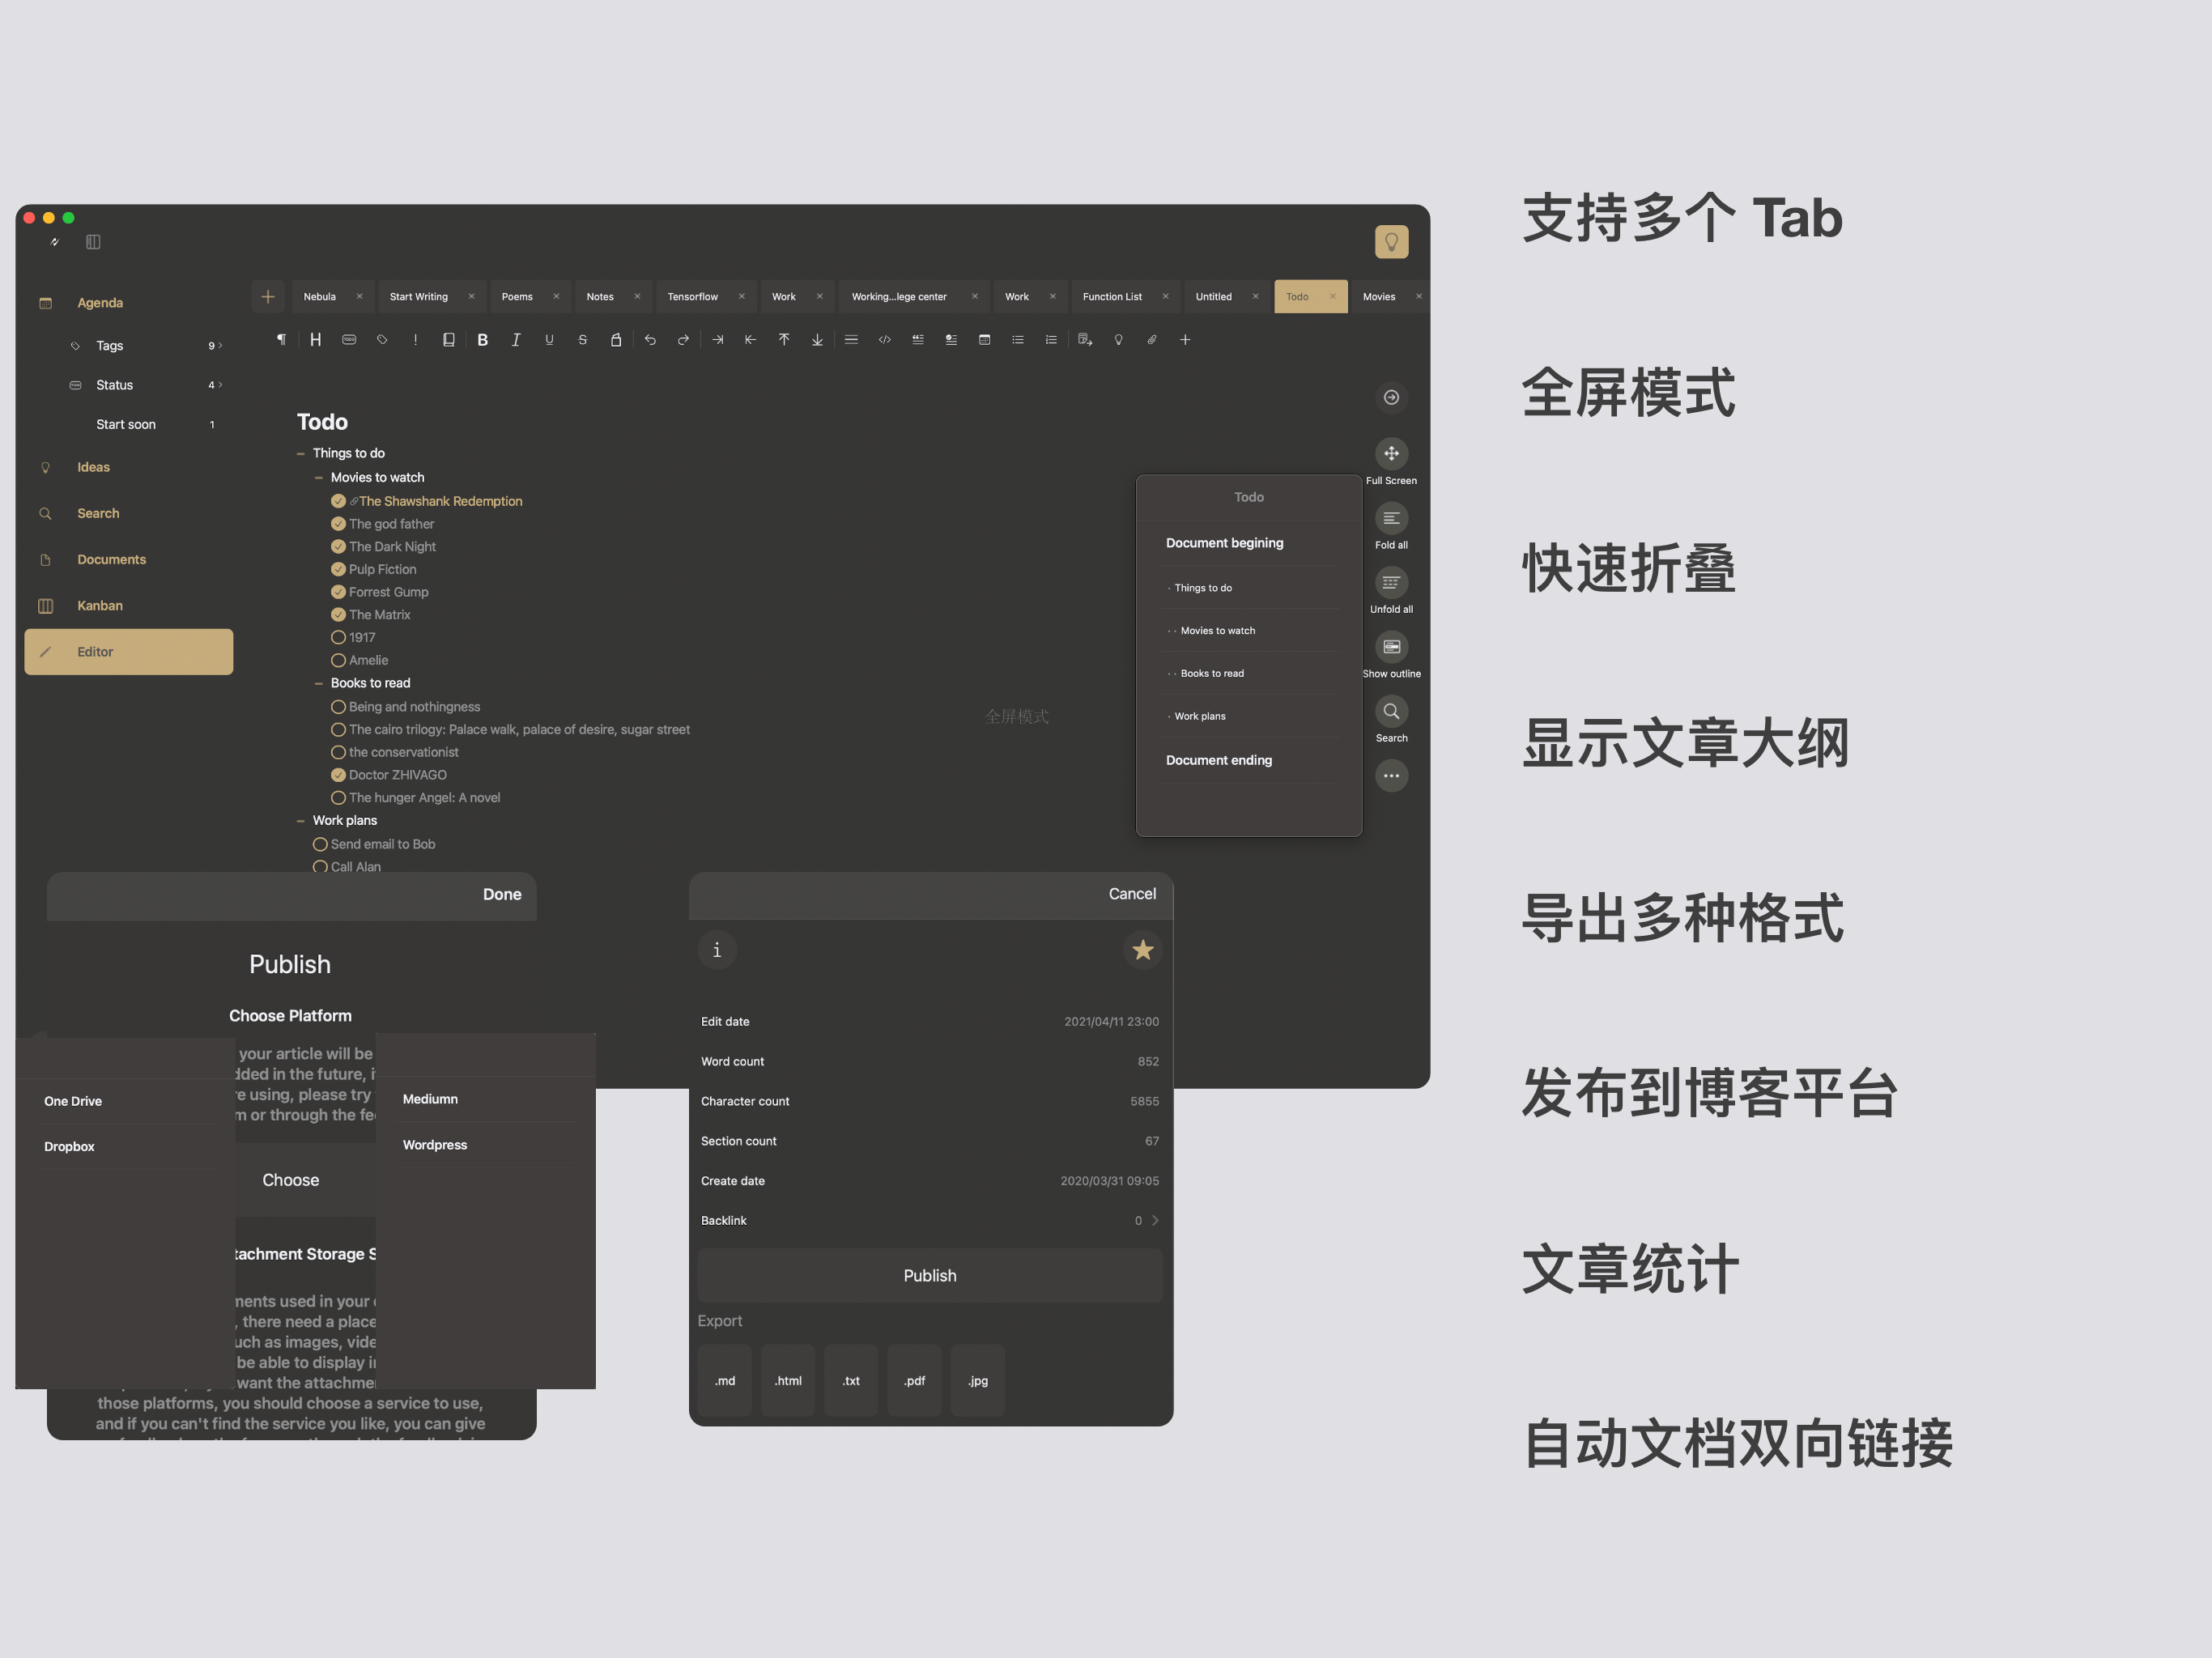 支持多个 Tab
全屏模式
快速折叠
显示文章大纲
导出多种格式
发布到博客平台
文章统计
自动文档双向链接
Agenda
Tags 9
Status 4
Start soon 1
Ideas
Search
Documents
Kanban
Editor
Nebula Start Writing Poems Notes Tensorflow Work Working...lege center Work Function List Untitled Todo Movies
Todo
Things to do
Movies to watch
The Shawshank Redemption
The god father
The Dark Night
Pulp Fiction
Forrest Gump
The Matrix
1917
Amelie
Books to read
Being and nothingness
The cairo trilogy: Palace walk, palace of desire, sugar street
the conservationist
Doctor ZHIVAGO
The hunger Angel: A novel
Work plans
Send email to Bob
Call Alan
全屏模式
Todo
Document begining
Things to do
Movies to watch
Books to read
Work plans
Document ending
Full Screen
Fold all
Unfold all
Show outline
Search
Done
Publish
Choose Platform
your article will be
dded in the future, i
re using, please try
m or through the fe
Choose
tachment Storage S
ments used in your
, there need a place
uch as images, vide
be able to display i
want the attachme
those platforms, you should choose a service to use,
and if you can't find the service you like, you can give
One Drive
Dropbox
Mediumn
Wordpress
Cancel
Edit date 2021/04/11 23:00
Word count 852
Character count 5855
Section count 67
Create date 2020/03/31 09:05
Backlink 0
Publish
Export
.md .html .txt .pdf .jpg